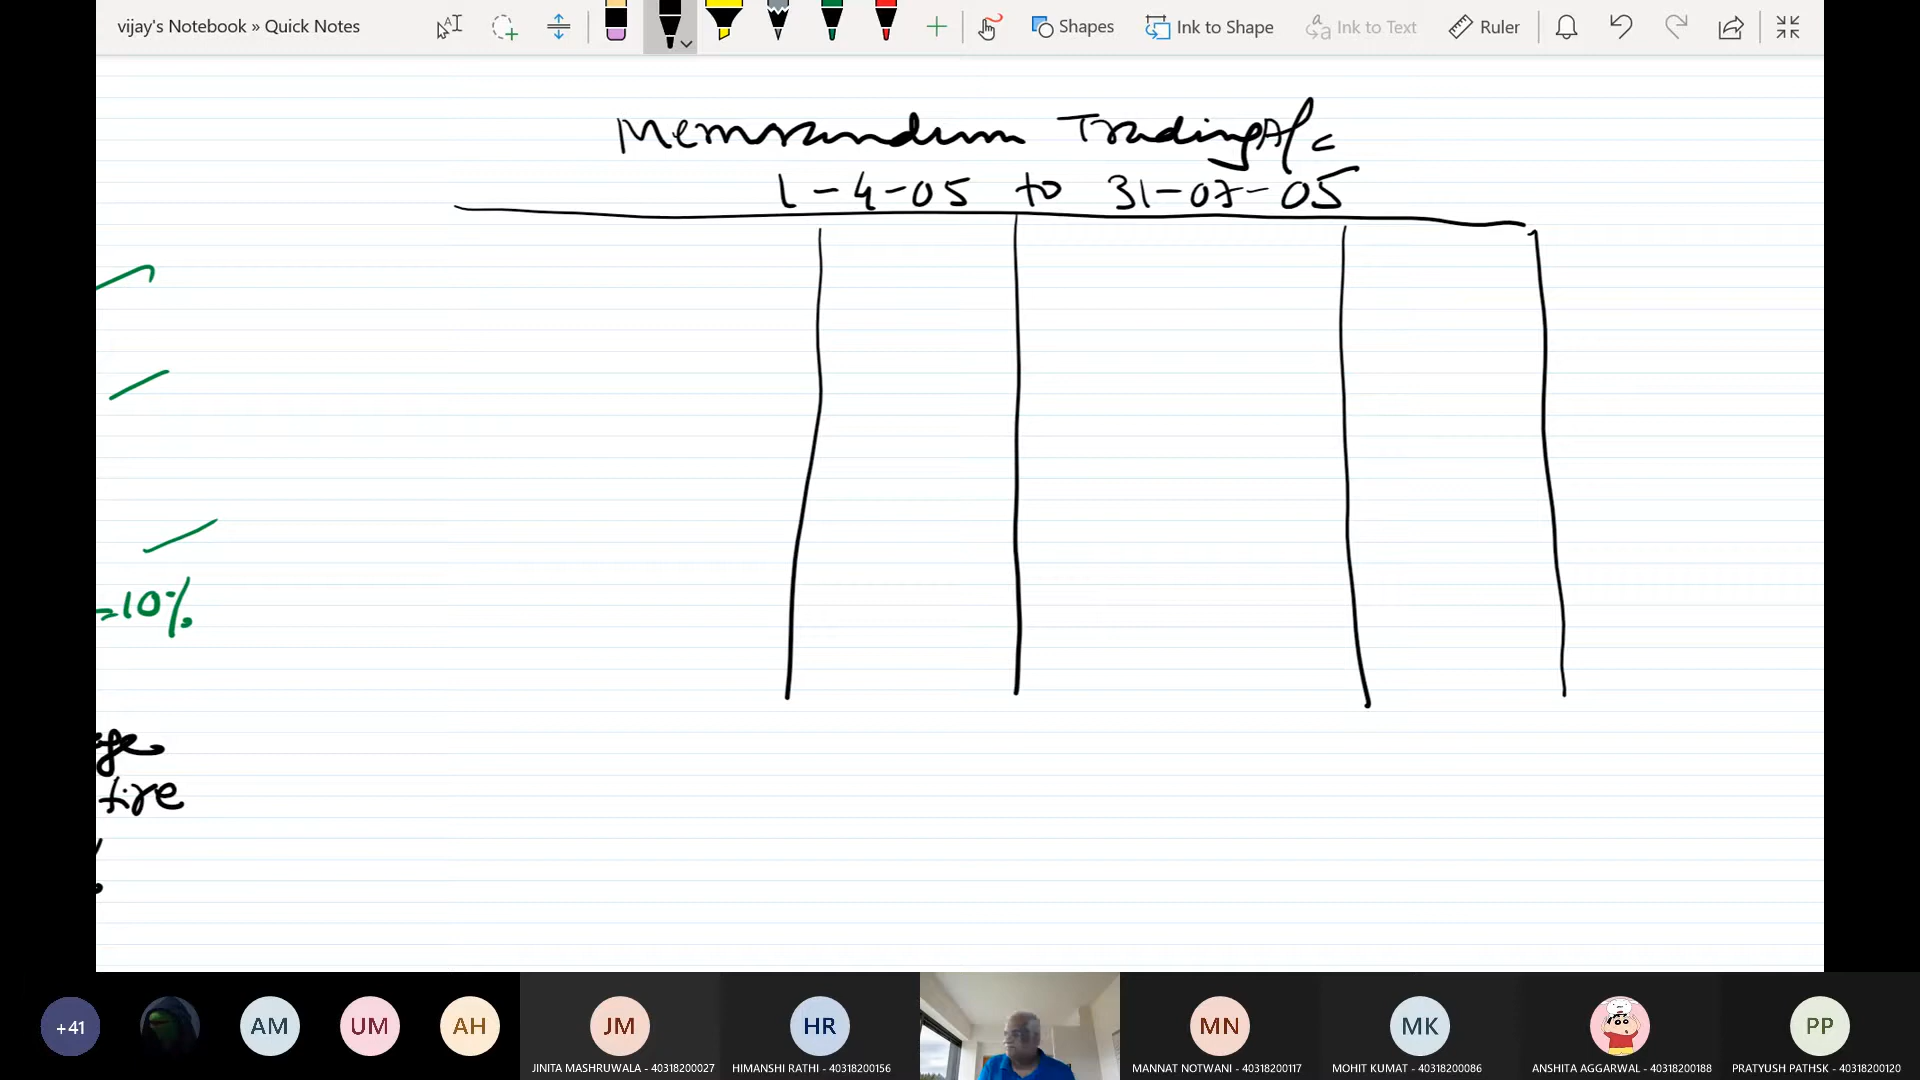 vijay's Notebook » Quick Notes
Shapes
Ink to Shape
Ink to Text
Ruler
Memorandum Trading A/c
1-4-05 to 31-07-05
=10%
fire
+41
AM
UM
AH
JM
HR
MN
MK
PP
JINITA MASHRUWALA - 40318200027
HIMANSHI RATHI - 40318200156
MANNAT NOTWANI - 40318200117
MOHIT KUMAT - 40318200086
ANSHITA AGGARWAL - 40318200188
PRATYUSH PATHSK - 40318200120